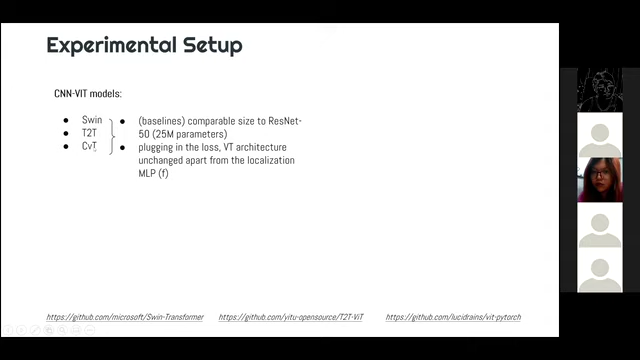 Experimental Setup
CNN-VIT models:
● Swin
● T2T
● CvT
● (baselines) comparable size to ResNet-
50 (25M parameters)
● plugging in the loss, VT architecture
unchanged apart from the localization
MLP (f)
https://github.com/microsoft/Swin-Transformer
https://github.com/yitu-opensource/T2T-ViT
https://github.com/lucidrains/vit-pytorch